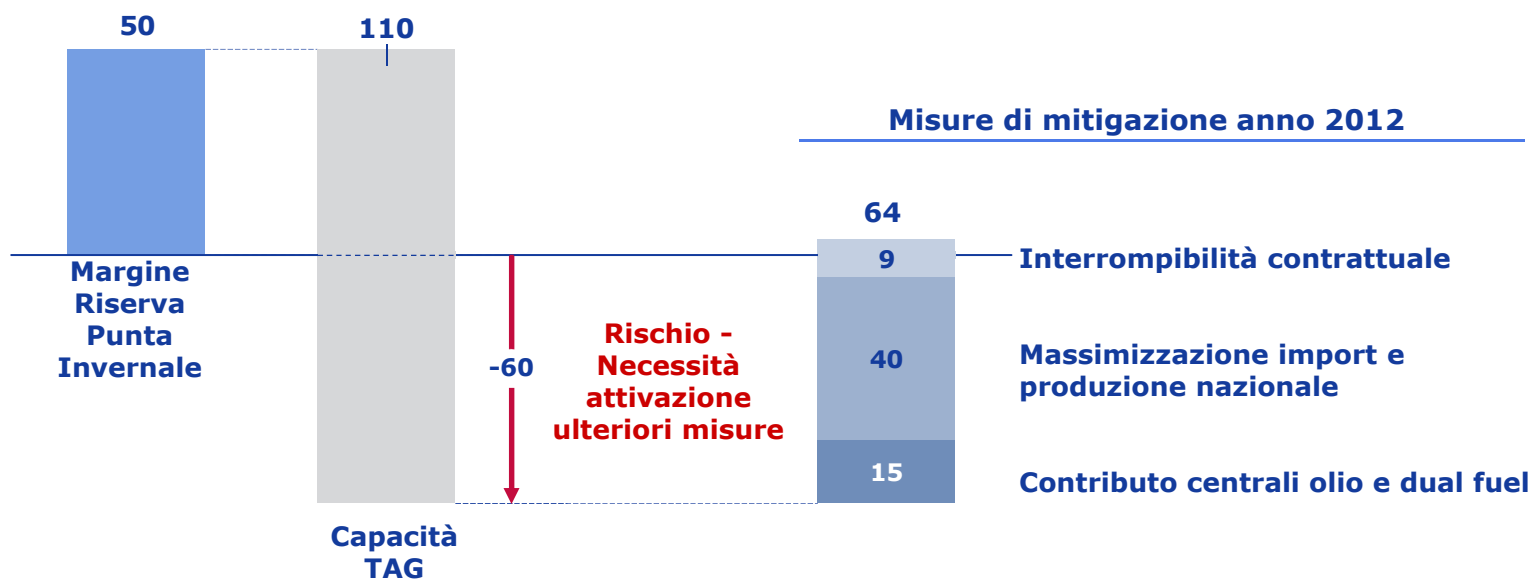 50
110
Misure di mitigazione anno 2012
64
9
Interrompibilità contrattuale
Margine
Riserva
Punta
Invernale
-60
Rischio -
Necessità
attivazione
ulteriori misure
40
Massimizzazione import e
produzione nazionale
15
Contributo centrali olio e dual fuel
Capacità
TAG